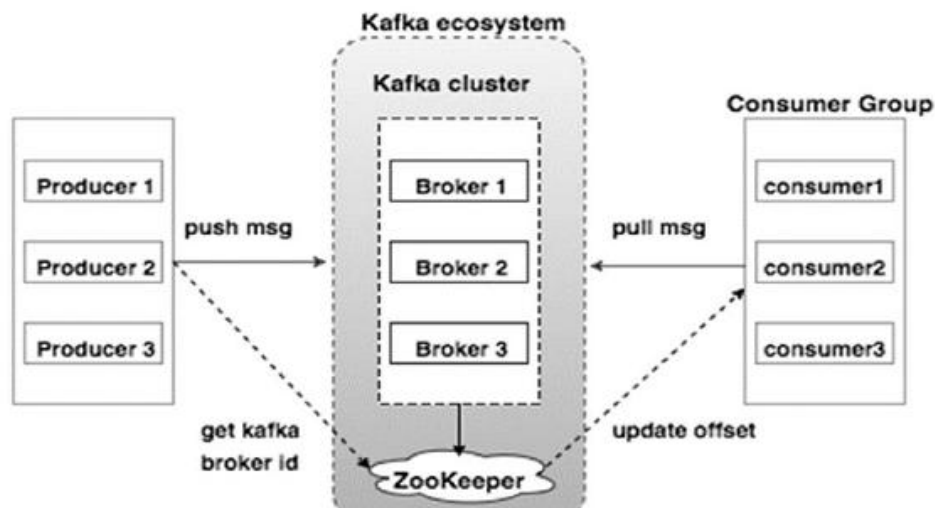 Kafka ecosystem
Kafka cluster
Consumer Group
Producer 1
Producer 2
Producer 3
push msg
Broker 1
Broker 2
Broker 3
pull msg
consumer1
consumer2
consumer3
get kafka
broker id
update offset
ZooKeeper